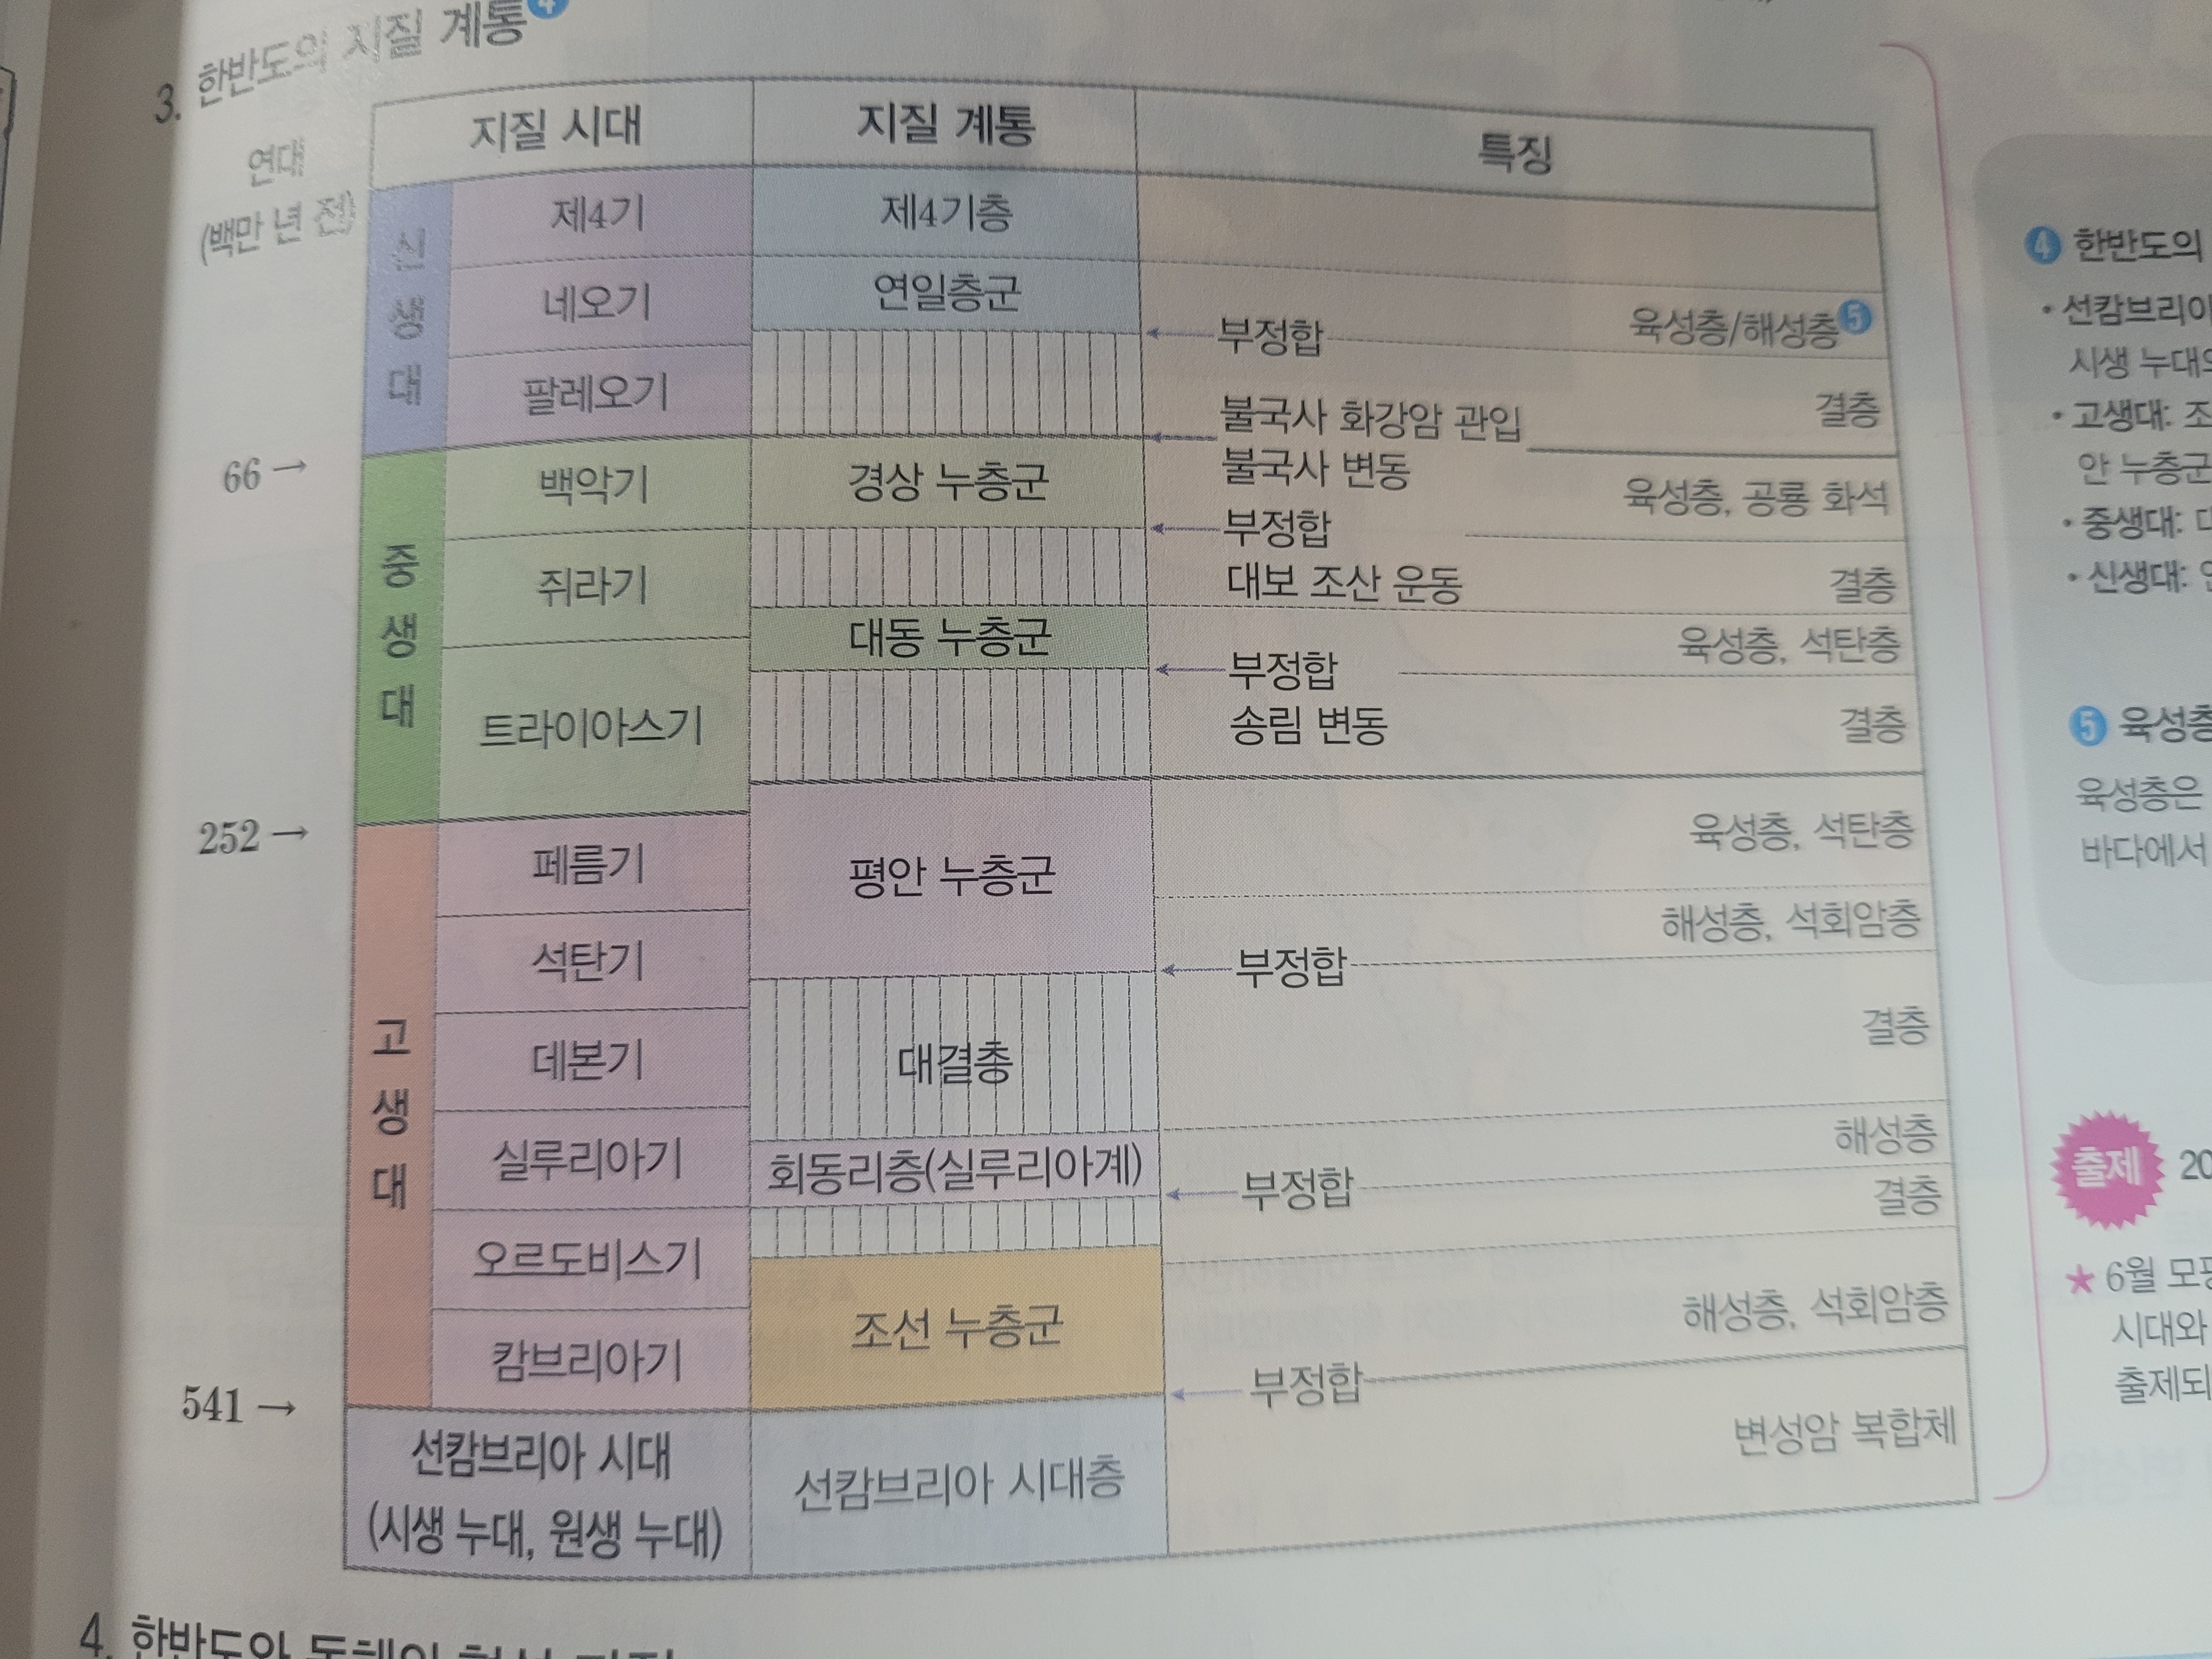 3. 한반도의 지질 계통 4
연대
(백만 년 전)
지질 시대 지질 계통 특징
신생대
제4기 제4기층
네오기 연일층군
부정합 육성층/해성층 5
팔레오기
불국사 화강암 관입 결층
66 →
불국사 변동
중생대
백악기 경상 누층군 육성층, 공룡 화석
부정합
쥐라기 대보 조산 운동 결층
대동 누층군 육성층, 석탄층
부정합
트라이아스기 송림 변동 결층
252 →
고생대
페름기 평안 누층군 육성층, 석탄층
석탄기 해성층, 석회암층
부정합
데본기 대결층 결층
실루리아기 회동리층(실루리아계) 해성층
부정합 결층
오르도비스기
조선 누층군 해성층, 석회암층
캄브리아기
부정합
541 →
선캄브리아 시대
(시생 누대, 원생 누대)
선캄브리아 시대층 변성암 복합체
4 한반도의
• 선캄브리아
시생 누대
• 고생대: 조
안 누층군
• 중생대:
• 신생대:
5 육성층
육성층은
바다에서
출제 20
★ 6월
시대와
출제되
4. 한반도와